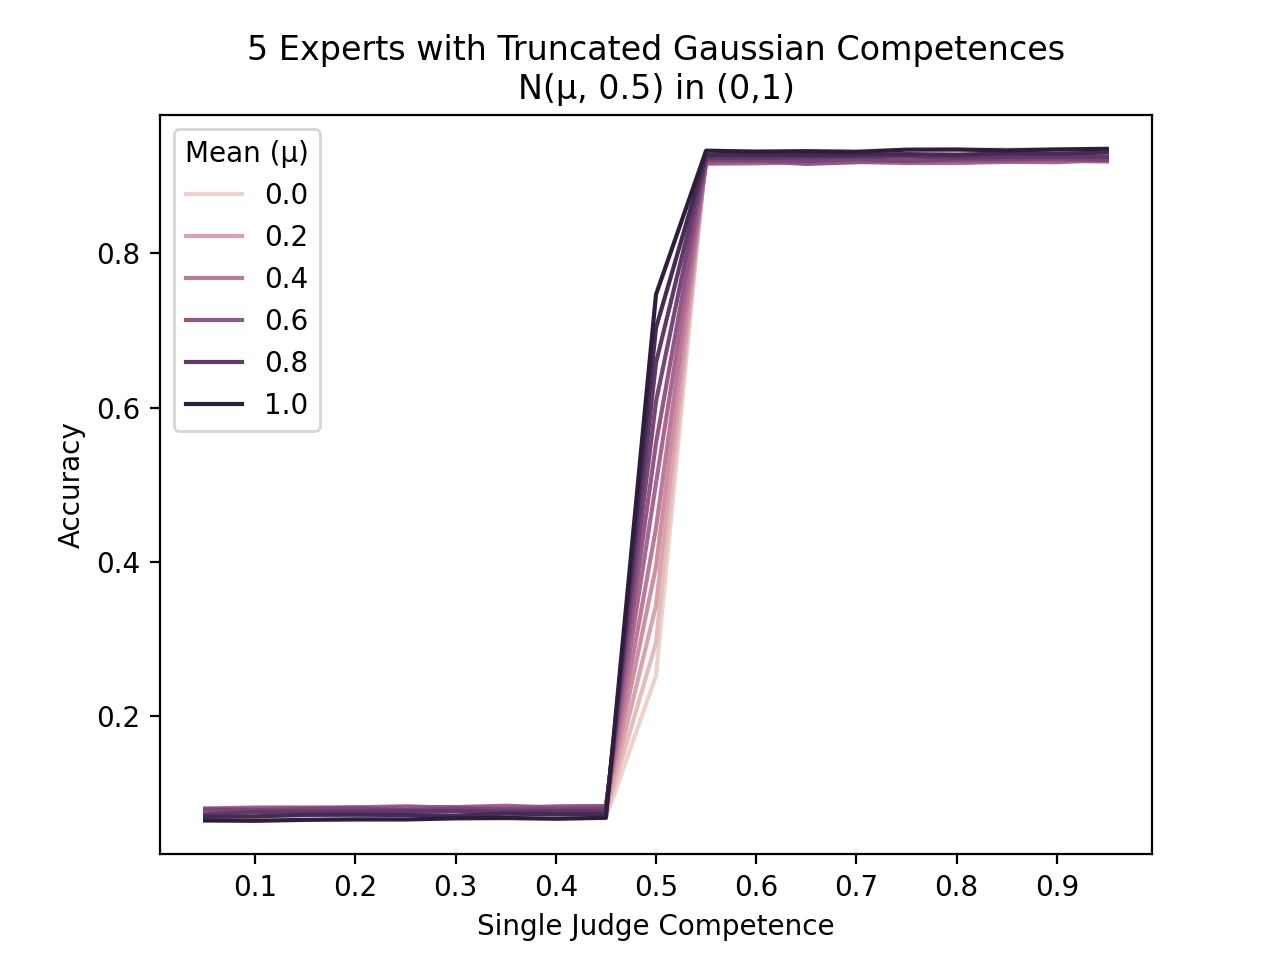 5 Experts with Truncated Gaussian Competences
N(μ, 0.5) in (0,1)
Mean (μ)
0.0
0.2
0.4
0.6
0.8
1.0
Accuracy
0.8
0.6
0.4
0.2
0.1 0.2 0.3 0.4 0.5 0.6 0.7 0.8 0.9
Single Judge Competence